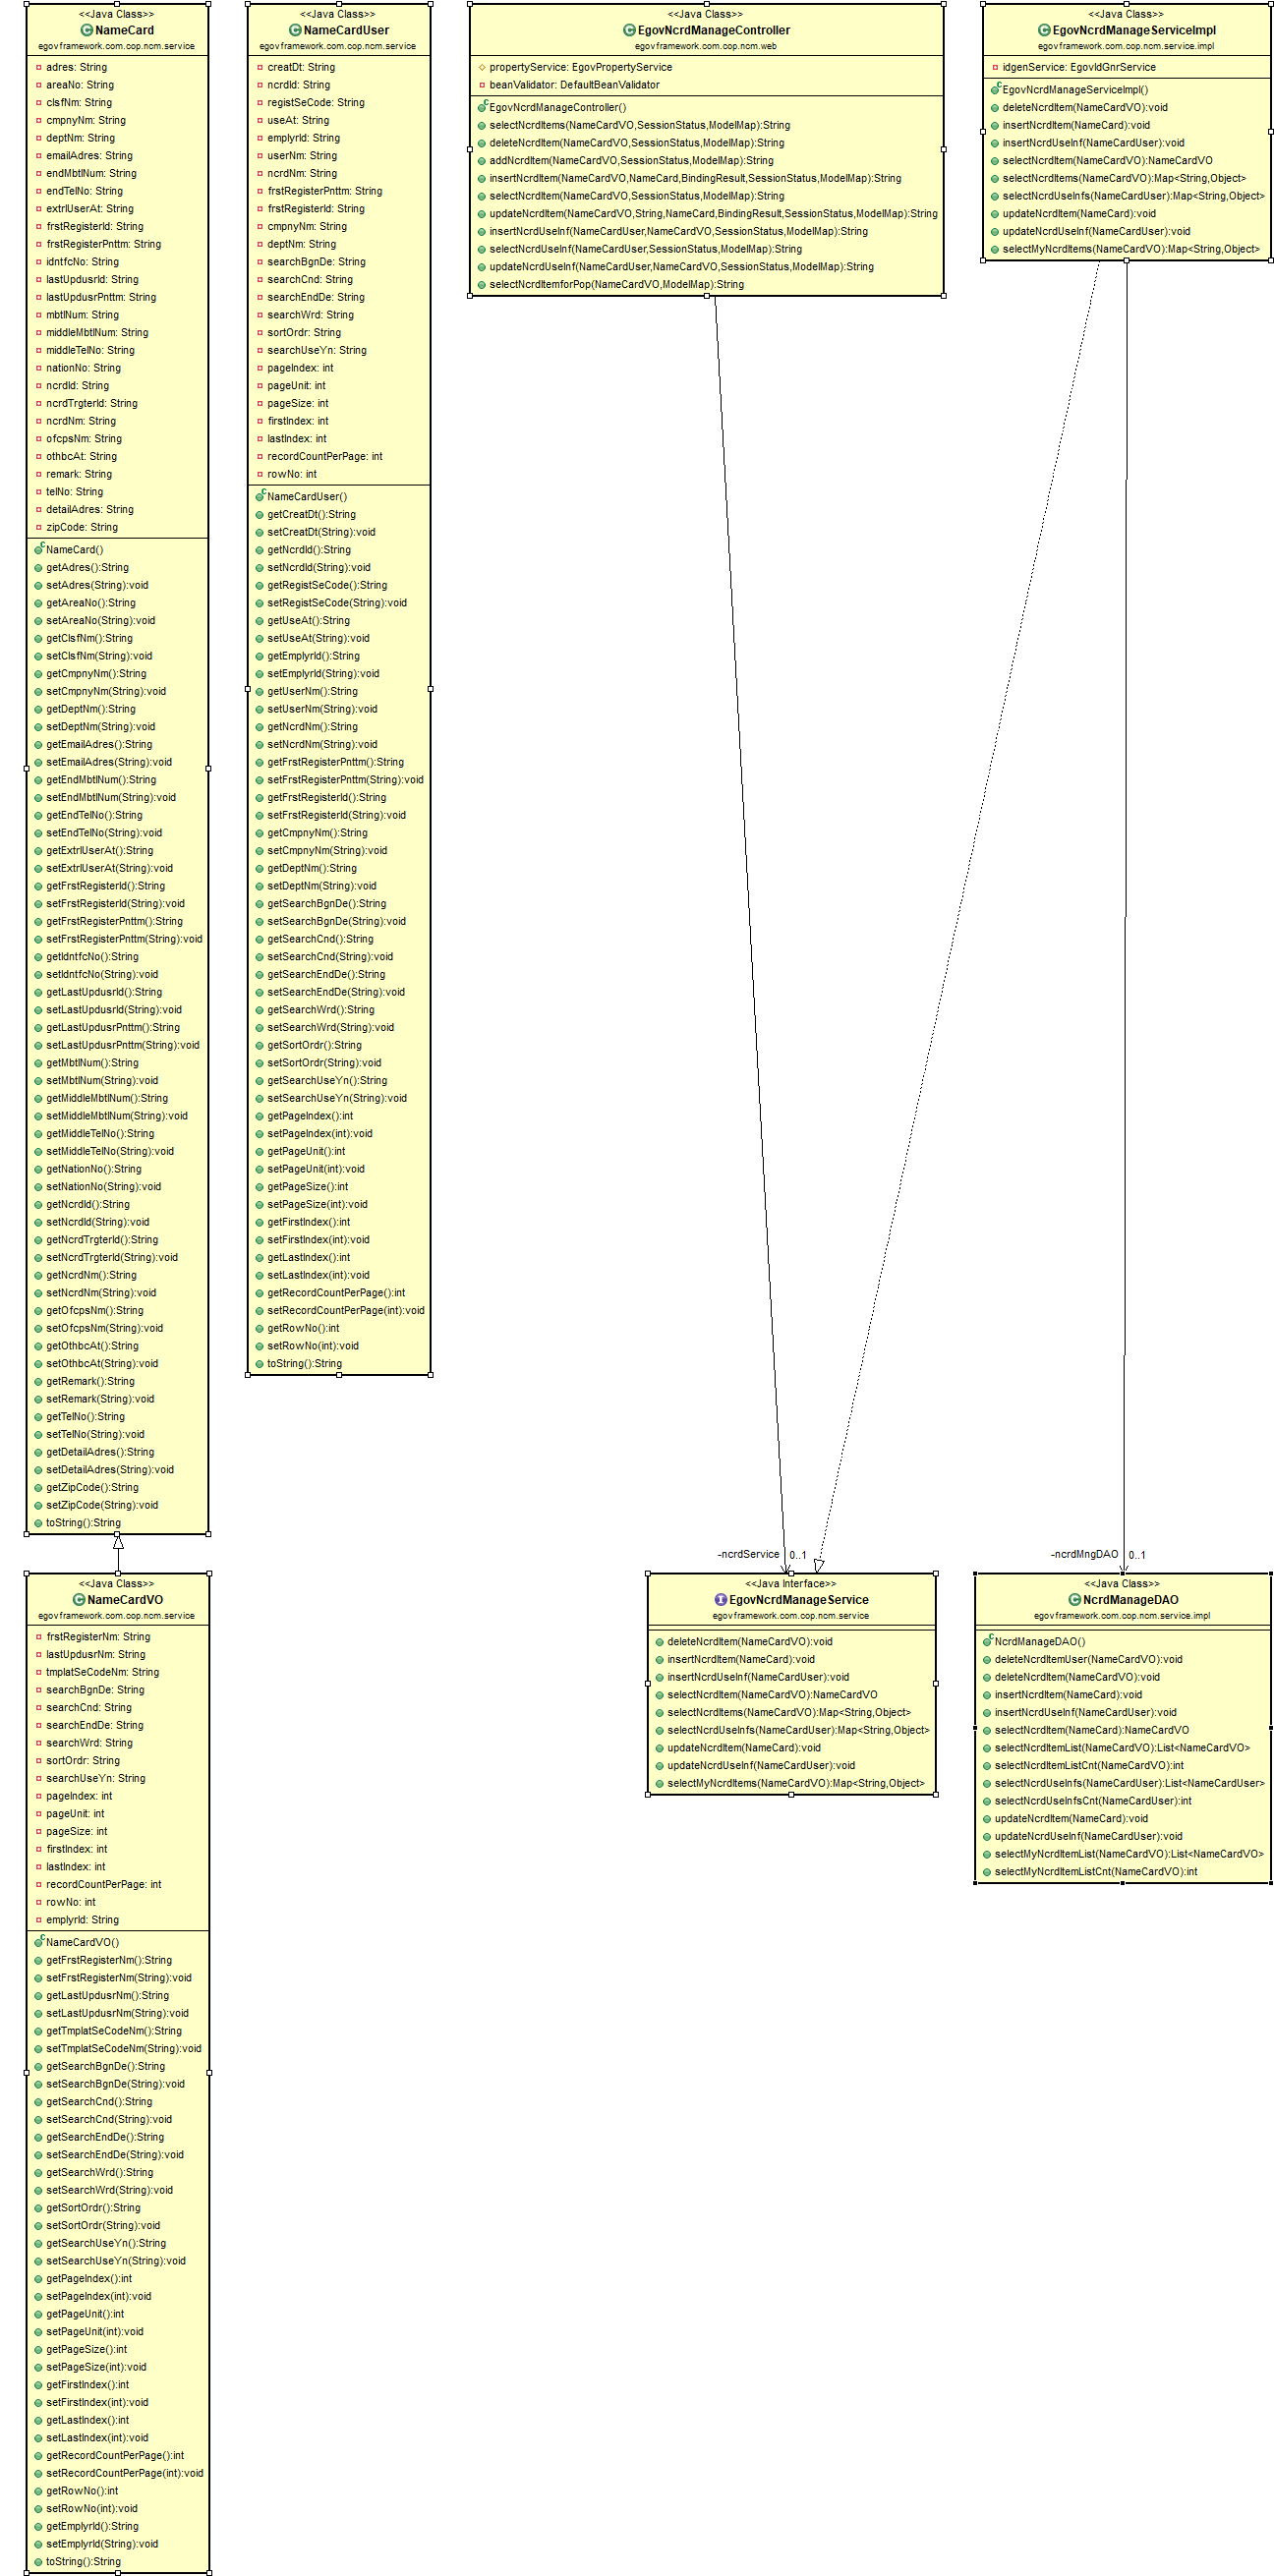 <<Java Class>>
NameCard
egovframework.com.cop.ncm.service
adres: String
areaNo: String
clsfNm: String
cmpnyNm: String
deptNm: String
emailAdres: String
endMbtlNum: String
endTelNo: String
extrlUserAt: String
frstRegisterId: String
frstRegisterPnttm: String
idntfcNo: String
lastUpdusrId: String
lastUpdusrPnttm: String
mbtlNum: String
middleMbtlNum: String
middleTelNo: String
nationNo: String
ncrdId: String
ncrdTrgterId: String
ncrdNm: String
ofcpsNm: String
othbcAt: String
remark: String
telNo: String
detailAdres: String
zipCode: String
NameCard()
getAdres():String
setAdres(String):void
getAreaNo():String
setAreaNo(String):void
getClsfNm():String
setClsfNm(String):void
getCmpnyNm():String
setCmpnyNm(String):void
getDeptNm():String
setDeptNm(String):void
getEmailAdres():String
setEmailAdres(String):void
getEndMbtlNum():String
setEndMbtlNum(String):void
getEndTelNo():String
setEndTelNo(String):void
getExtrlUserAt():String
setExtrlUserAt(String):void
getFrstRegisterId():String
setFrstRegisterId(String):void
getFrstRegisterPnttm():String
setFrstRegisterPnttm(String):void
getIdntfcNo():String
setIdntfcNo(String):void
getLastUpdusrId():String
setLastUpdusrId(String):void
getLastUpdusrPnttm():String
setLastUpdusrPnttm(String):void
getMbtlNum():String
setMbtlNum(String):void
getMiddleMbtlNum():String
setMiddleMbtlNum(String):void
getMiddleTelNo():String
setMiddleTelNo(String):void
getNationNo():String
setNationNo(String):void
getNcrdId():String
setNcrdId(String):void
getNcrdTrgterId():String
setNcrdTrgterId(String):void
getNcrdNm():String
setNcrdNm(String):void
getOfcpsNm():String
setOfcpsNm(String):void
getOthbcAt():String
setOthbcAt(String):void
getRemark():String
setRemark(String):void
getTelNo():String
setTelNo(String):void
getDetailAdres():String
setDetailAdres(String):void
getZipCode():String
setZipCode(String):void
toString():String
<<Java Class>>
NameCardUser
egovframework.com.cop.ncm.service
creatDt: String
ncrdId: String
registSeCode: String
useAt: String
emplyrId: String
userNm: String
ncrdNm: String
frstRegisterPnttm: String
frstRegisterId: String
cmpnyNm: String
deptNm: String
searchBgnDe: String
searchCnd: String
searchEndDe: String
searchWrd: String
sortOrdr: String
searchUseYn: String
pageIndex: int
pageUnit: int
pageSize: int
firstIndex: int
lastIndex: int
recordCountPerPage: int
rowNo: int
NameCardUser()
getCreatDt():String
setCreatDt(String):void
getNcrdId():String
setNcrdId(String):void
getRegistSeCode():String
setRegistSeCode(String):void
getUseAt():String
setUseAt(String):void
getEmplyrId():String
setEmplyrId(String):void
getUserNm():String
setUserNm(String):void
getNcrdNm():String
setNcrdNm(String):void
getFrstRegisterPnttm():String
setFrstRegisterPnttm(String):void
getFrstRegisterId():String
setFrstRegisterId(String):void
getCmpnyNm():String
setCmpnyNm(String):void
getDeptNm():String
setDeptNm(String):void
getSearchBgnDe():String
setSearchBgnDe(String):void
getSearchCnd():String
setSearchCnd(String):void
getSearchEndDe():String
setSearchEndDe(String):void
getSearchWrd():String
setSearchWrd(String):void
getSortOrdr():String
setSortOrdr(String):void
getSearchUseYn():String
setSearchUseYn(String):void
getPageIndex():int
setPageIndex(int):void
getPageUnit():int
setPageUnit(int):void
getPageSize():int
setPageSize(int):void
getFirstIndex():int
setFirstIndex(int):void
getLastIndex():int
setLastIndex(int):void
getRecordCountPerPage():int
setRecordCountPerPage(int):void
getRowNo():int
setRowNo(int):void
toString():String
<<Java Class>>
EgovNcrdManageController
egovframework.com.cop.ncm.web
propertyService: EgovPropertyService
beanValidator: DefaultBeanValidator
EgovNcrdManageController()
selectNcrdItems(NameCardVO,SessionStatus,ModelMap):String
deleteNcrdItem(NameCardVO,SessionStatus,ModelMap):String
addNcrdItem(NameCardVO,SessionStatus,ModelMap):String
insertNcrdItem(NameCardVO,NameCard,BindingResult,SessionStatus,ModelMap):String
selectNcrdItem(NameCardVO,SessionStatus,ModelMap):String
updateNcrdItem(NameCardVO,String,NameCard,BindingResult,SessionStatus,ModelMap):String
insertNcrdUseInf(NameCardUser,NameCardVO,SessionStatus,ModelMap):String
selectNcrdUseInf(NameCardUser,SessionStatus,ModelMap):String
updateNcrdUseInf(NameCardUser,NameCardVO,SessionStatus,ModelMap):String
selectNcrdItemforPop(NameCardVO,ModelMap):String
<<Java Class>>
EgovNcrdManageServiceImpl
egovframework.com.cop.ncm.service.impl
idgenService: EgovIdGnrService
EgovNcrdManageServiceImpl()
deleteNcrdItem(NameCardVO):void
insertNcrdItem(NameCard):void
insertNcrdUseInf(NameCardUser):void
selectNcrdItem(NameCardVO):NameCardVO
selectNcrdItems(NameCardVO):Map<String,Object>
selectNcrdUseInfs(NameCardUser):Map<String,Object>
updateNcrdItem(NameCard):void
updateNcrdUseInf(NameCardUser):void
selectMyNcrdItems(NameCardVO):Map<String,Object>
-ncrdService 0..1
-ncrdMngDAO 0..1
<<Java Class>>
NameCardVO
egovframework.com.cop.ncm.service
frstRegisterNm: String
lastUpdusrNm: String
tmplatSeCodeNm: String
searchBgnDe: String
searchCnd: String
searchEndDe: String
searchWrd: String
sortOrdr: String
searchUseYn: String
pageIndex: int
pageUnit: int
pageSize: int
firstIndex: int
lastIndex: int
recordCountPerPage: int
rowNo: int
emplyrId: String
NameCardVO()
getFrstRegisterNm():String
setFrstRegisterNm(String):void
getLastUpdusrNm():String
setLastUpdusrNm(String):void
getTmplatSeCodeNm():String
setTmplatSeCodeNm(String):void
getSearchBgnDe():String
setSearchBgnDe(String):void
getSearchCnd():String
setSearchCnd(String):void
getSearchEndDe():String
setSearchEndDe(String):void
getSearchWrd():String
setSearchWrd(String):void
getSortOrdr():String
setSortOrdr(String):void
getSearchUseYn():String
setSearchUseYn(String):void
getPageIndex():int
setPageIndex(int):void
getPageUnit():int
setPageUnit(int):void
getPageSize():int
setPageSize(int):void
getFirstIndex():int
setFirstIndex(int):void
getLastIndex():int
setLastIndex(int):void
getRecordCountPerPage():int
setRecordCountPerPage(int):void
getRowNo():int
setRowNo(int):void
getEmplyrId():String
setEmplyrId(String):void
toString():String
<<Java Interface>>
EgovNcrdManageService
egovframework.com.cop.ncm.service
deleteNcrdItem(NameCardVO):void
insertNcrdItem(NameCard):void
insertNcrdUseInf(NameCardUser):void
selectNcrdItem(NameCardVO):NameCardVO
selectNcrdItems(NameCardVO):Map<String,Object>
selectNcrdUseInfs(NameCardUser):Map<String,Object>
updateNcrdItem(NameCard):void
updateNcrdUseInf(NameCardUser):void
selectMyNcrdItems(NameCardVO):Map<String,Object>
<<Java Class>>
NcrdManageDAO
egovframework.com.cop.ncm.service.impl
NcrdManageDAO()
deleteNcrdItemUser(NameCardVO):void
deleteNcrdItem(NameCardVO):void
insertNcrdItem(NameCard):void
insertNcrdUseInf(NameCardUser):void
selectNcrdItem(NameCard):NameCardVO
selectNcrdItemList(NameCardVO):List<NameCardVO>
selectNcrdItemListCnt(NameCardVO):int
selectNcrdUseInfs(NameCardUser):List<NameCardUser>
selectNcrdUseInfsCnt(NameCardUser):int
updateNcrdItem(NameCard):void
updateNcrdUseInf(NameCardUser):void
selectMyNcrdItemList(NameCardVO):List<NameCardVO>
selectMyNcrdItemListCnt(NameCardVO):int